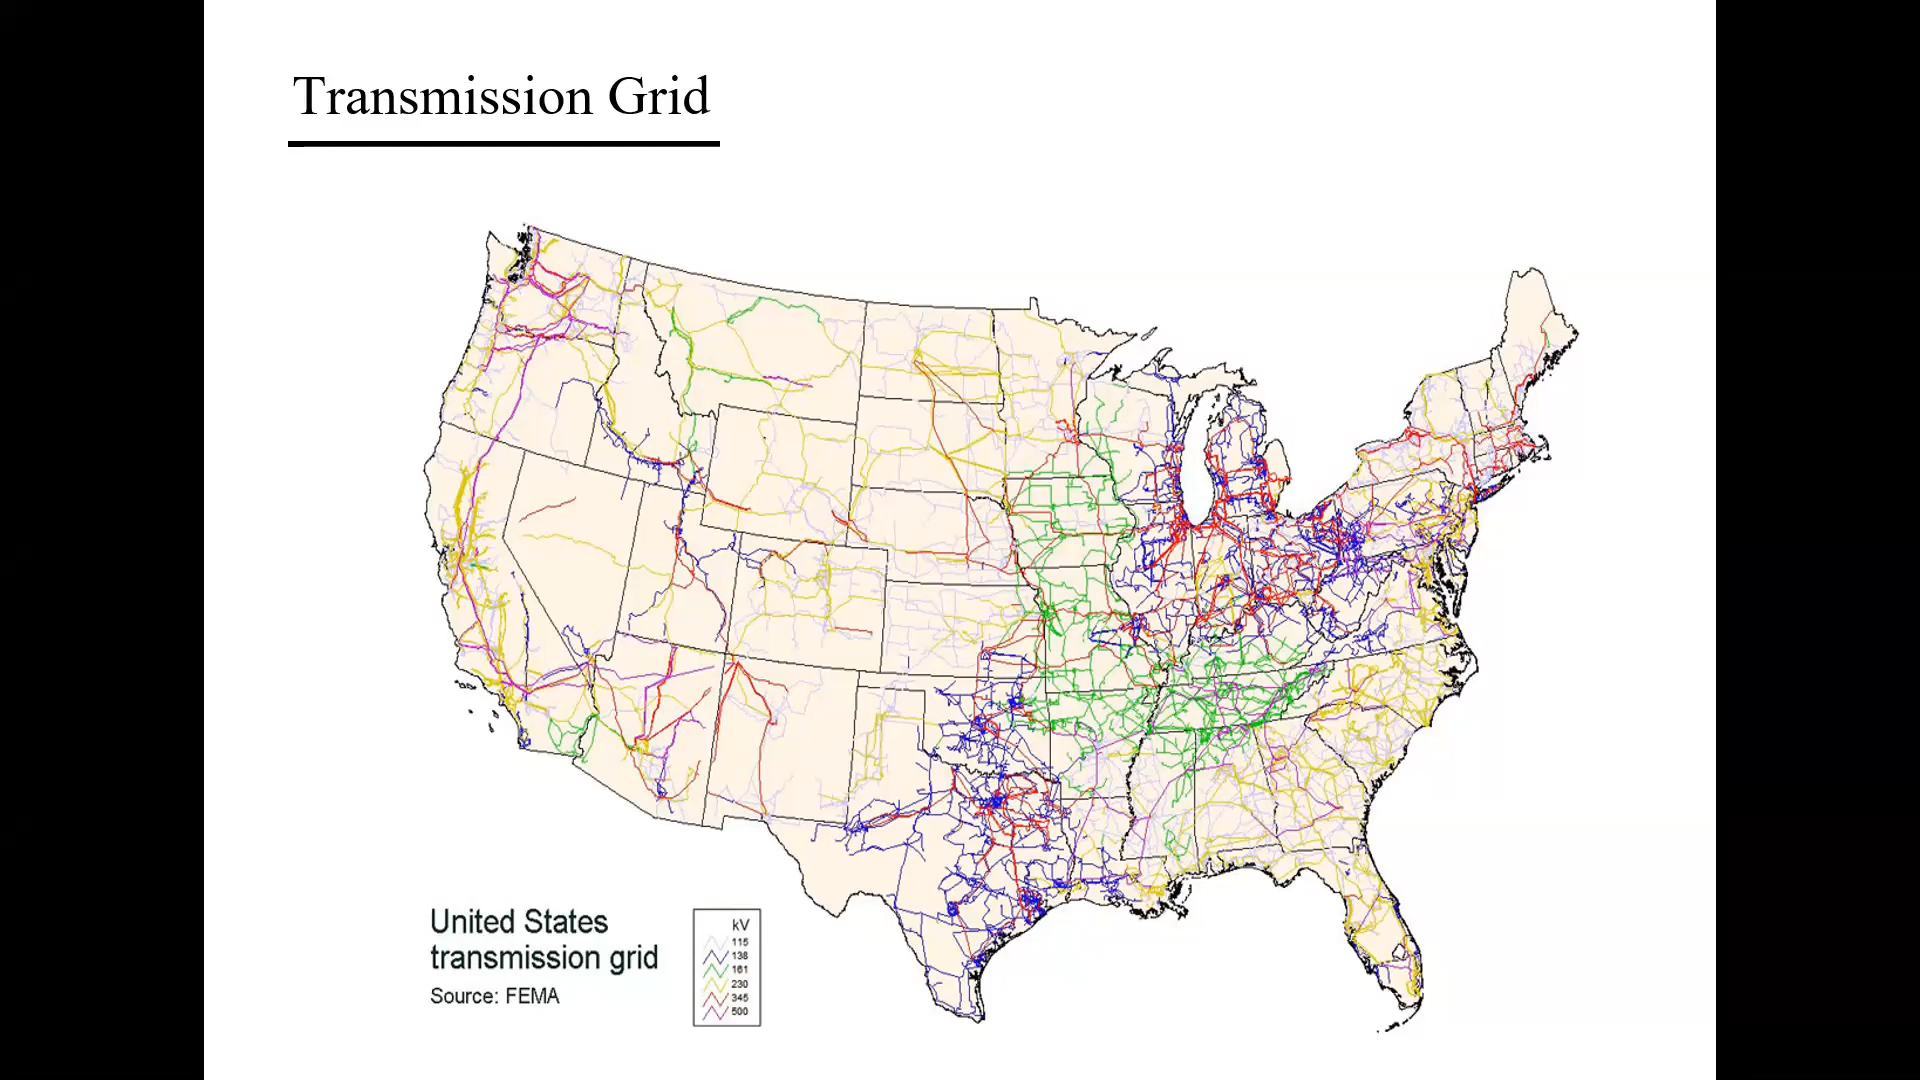 Transmission Grid
United States
transmission grid
Source: FEMA
kV
115
138
161
230
345
500